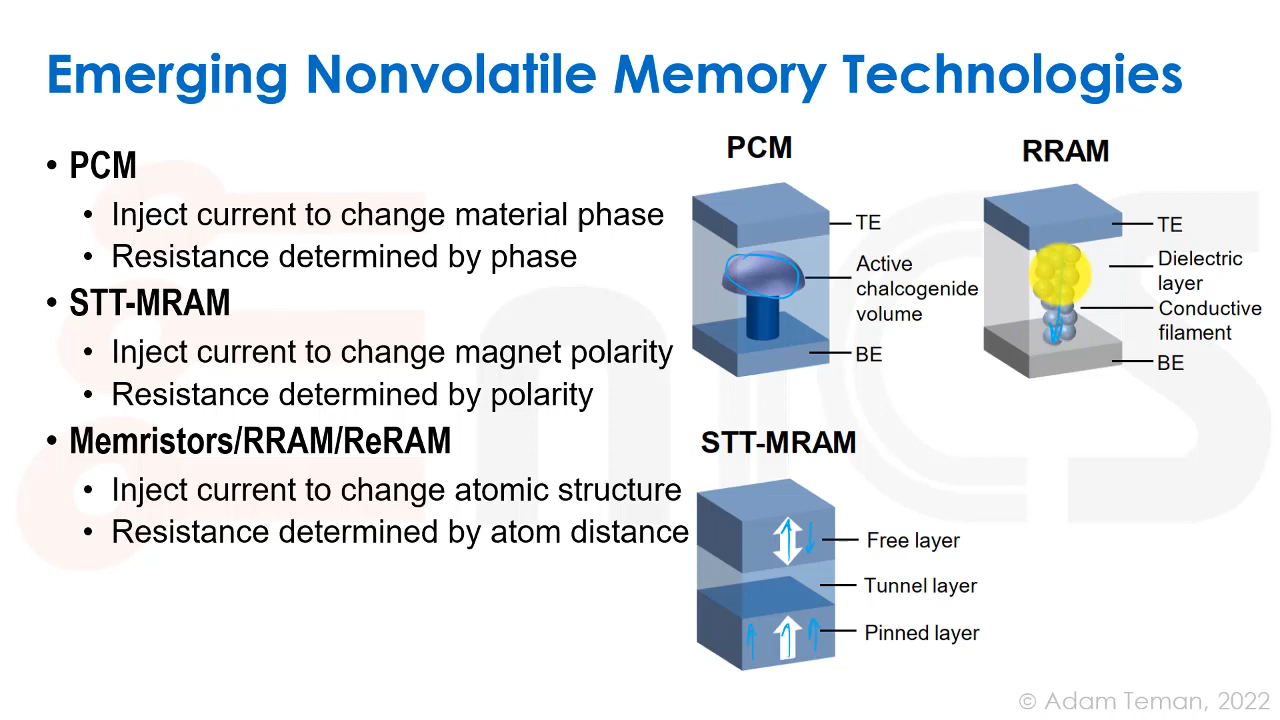 Emerging Nonvolatile Memory Technologies
• PCM
• Inject current to change material phase
• Resistance determined by phase
• STT-MRAM
• Inject current to change magnet polarity
• Resistance determined by polarity
• Memristors/RRAM/ReRAM
• Inject current to change atomic structure
• Resistance determined by atom distance
PCM
TE
Active
chalcogenide
volume
BE
RRAM
TE
Dielectric
layer
Conductive
filament
BE
STT-MRAM
Free layer
Tunnel layer
Pinned layer
EnICS
© Adam Teman, 2022